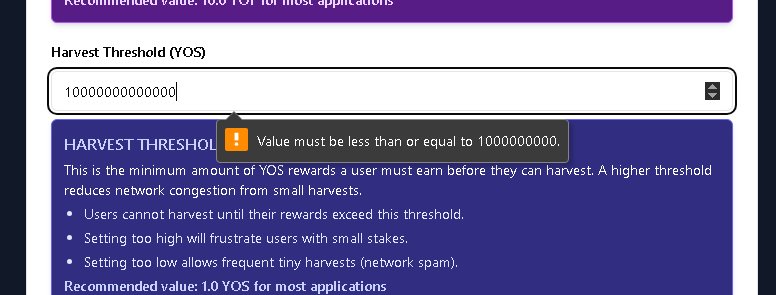 Recommended value: 10.0 YOT for most applications
Harvest Threshold (YOS)
10000000000000
Value must be less than or equal to 1000000000.
HARVEST
This is the minimum amount of YOS rewards a user must earn before they can harvest. A higher threshold
reduces network congestion from small harvests.
• Users cannot harvest until their rewards exceed this threshold.
• Setting too high will frustrate users with small stakes.
• Setting too low allows frequent tiny harvests (network spam).
Recommended value: 1.0 YOS for most applications